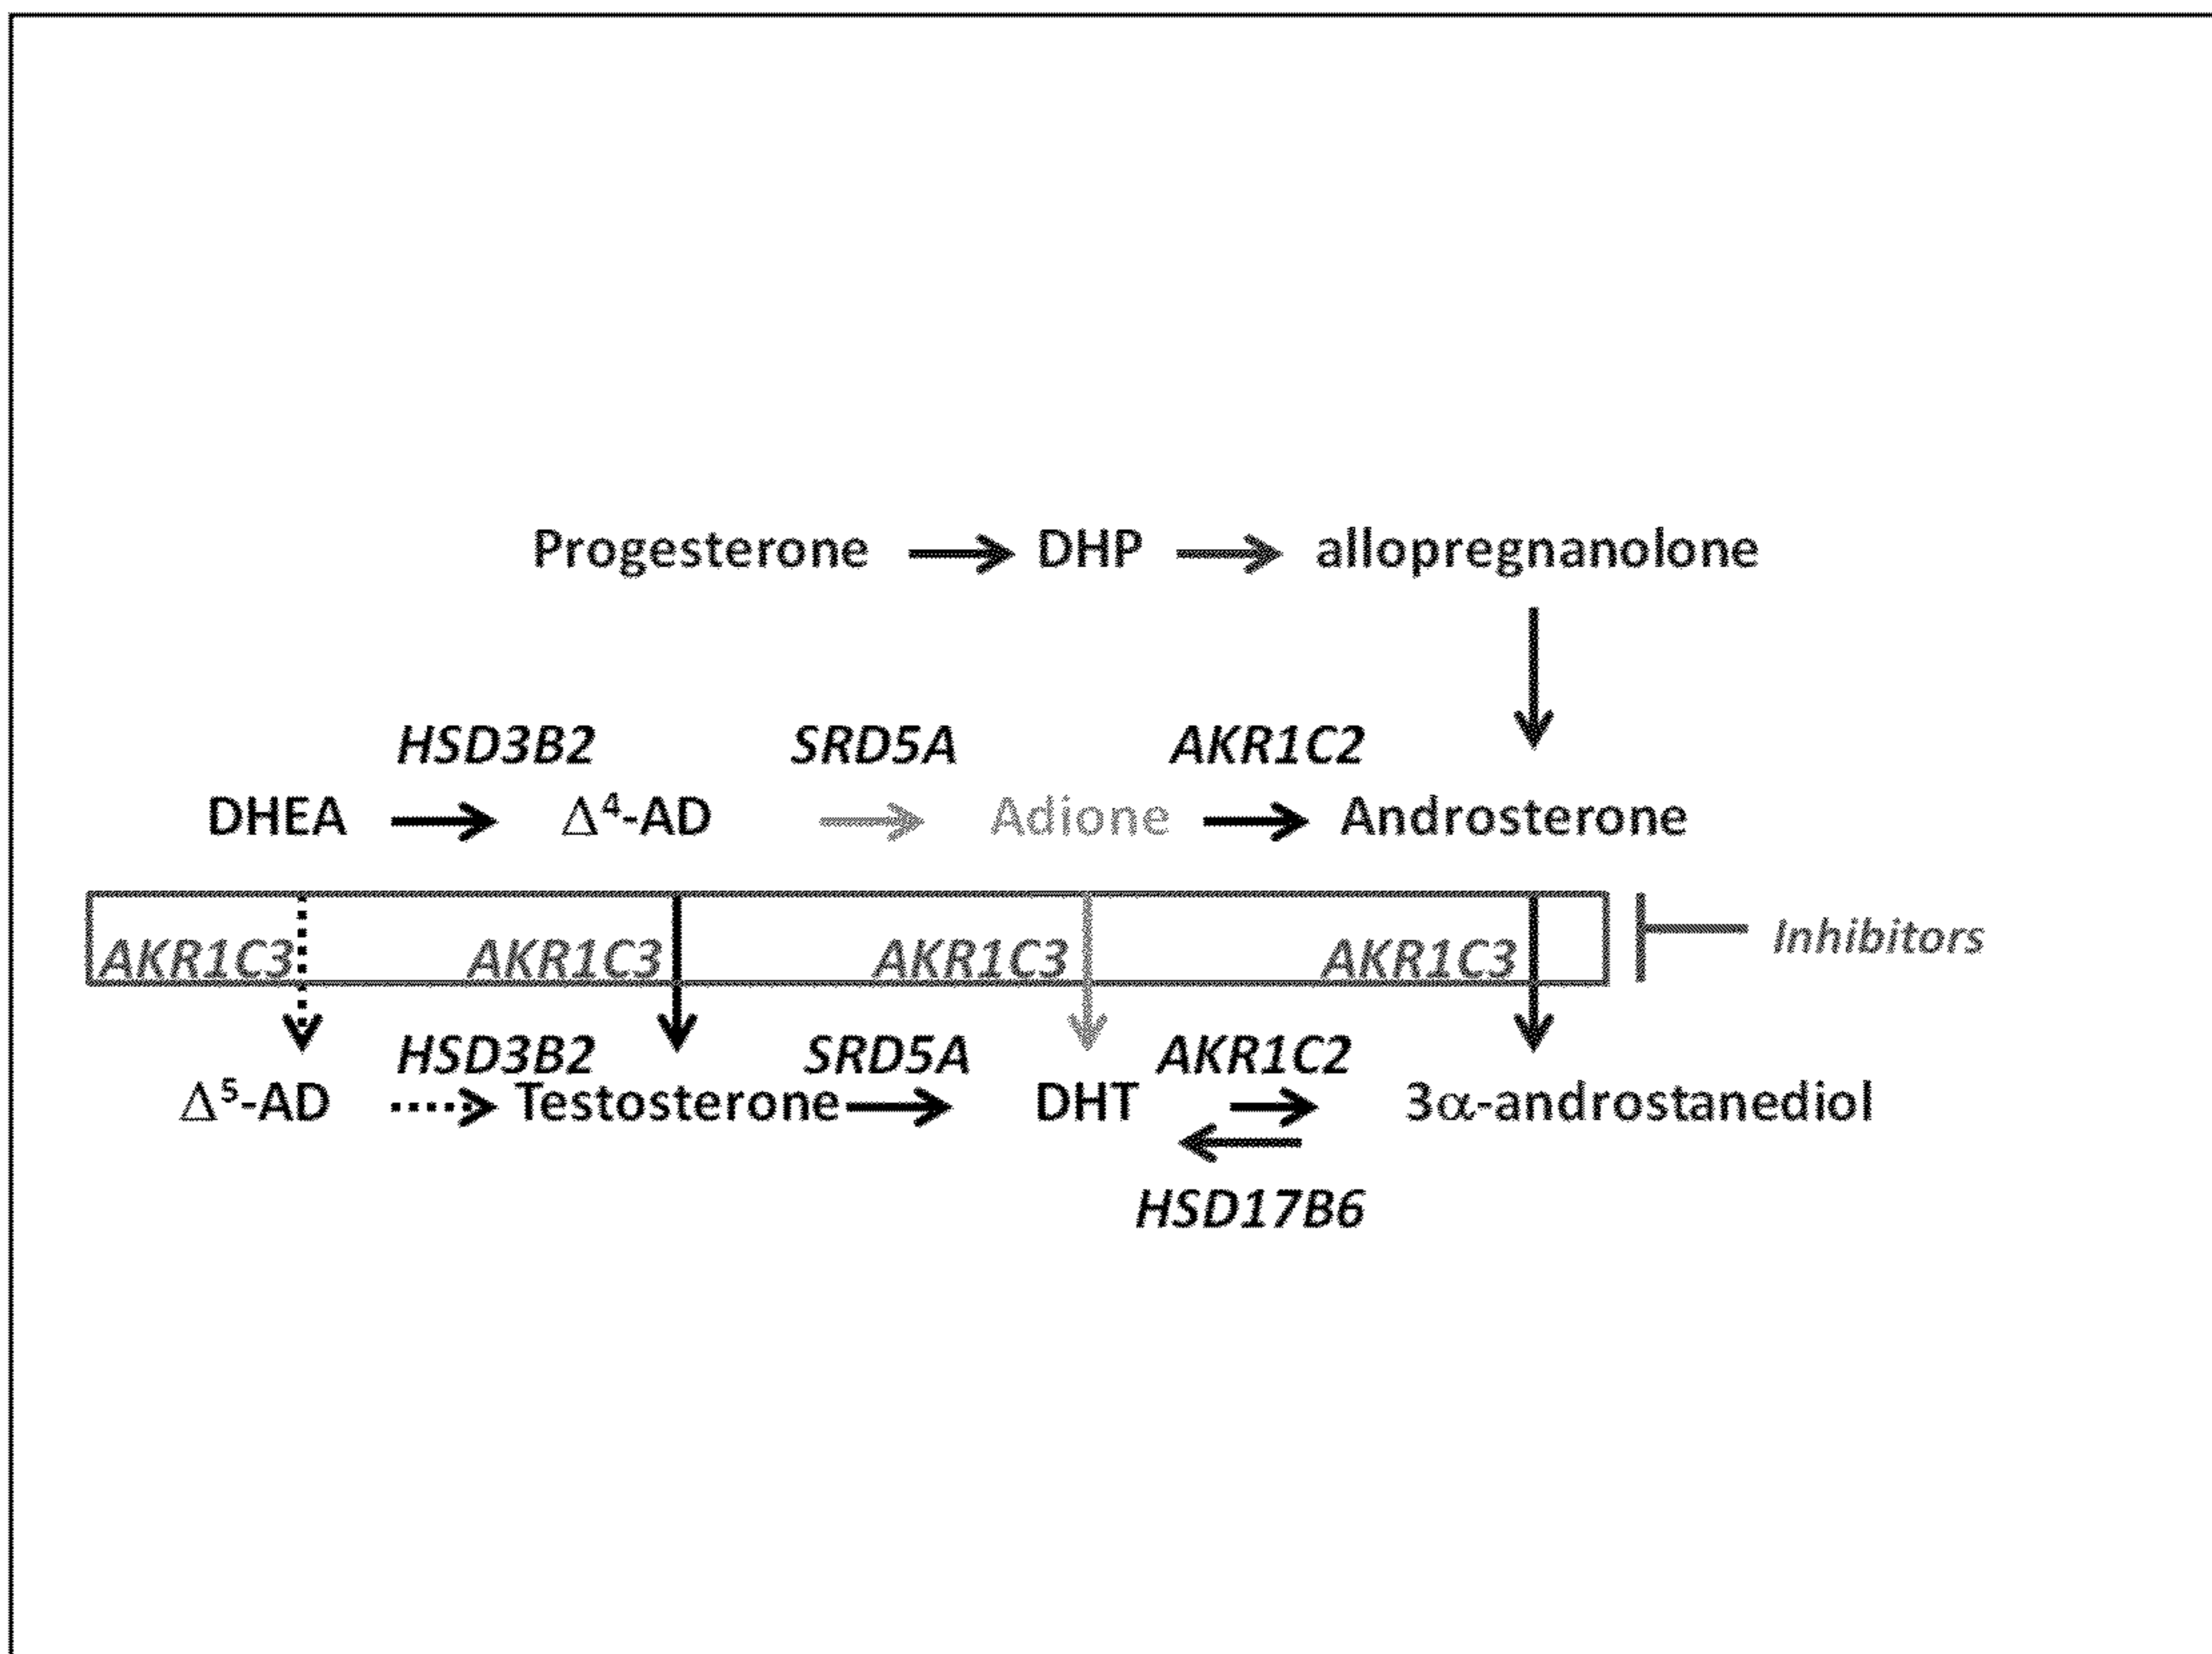 Progesterone DHP allopregnanolone
HSD3B2 SRD5A AKR1C2
DHEA Δ⁴-AD Adione Androsterone
AKR1C3 AKR1C3 AKR1C3 AKR1C3 Inhibitors
HSD3B2 SRD5A AKR1C2
Δ⁵-AD Testosterone DHT 3α-androstanediol
HSD17B6